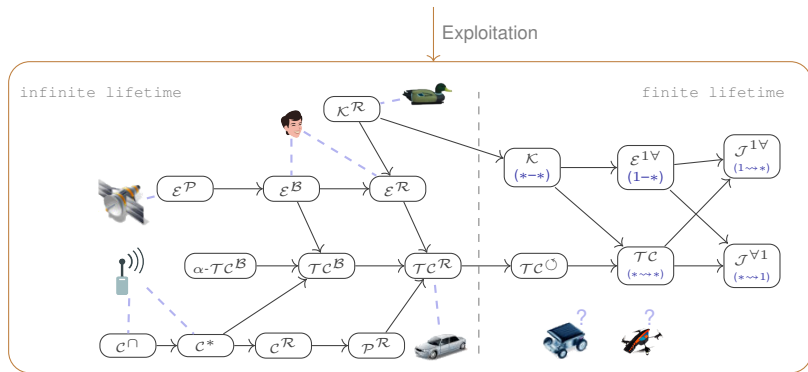 Exploitation
infinite lifetime
finite lifetime
𝒦^ℛ
𝒦
(*−*)
ℰ^{1∀}
(1−*)
𝒥^{1∀}
(1⇝*)
ℰ^𝒫
ℰ^ℬ
ℰ^ℛ
α-𝒯𝒞^ℬ
𝒯𝒞^ℬ
𝒯𝒞^ℛ
𝒯𝒞^↻
𝒯𝒞
(*⇝*)
𝒥^{∀1}
(*⇝1)
? ?
𝒞^∩
𝒞^*
𝒞^ℛ
𝒫^ℛ